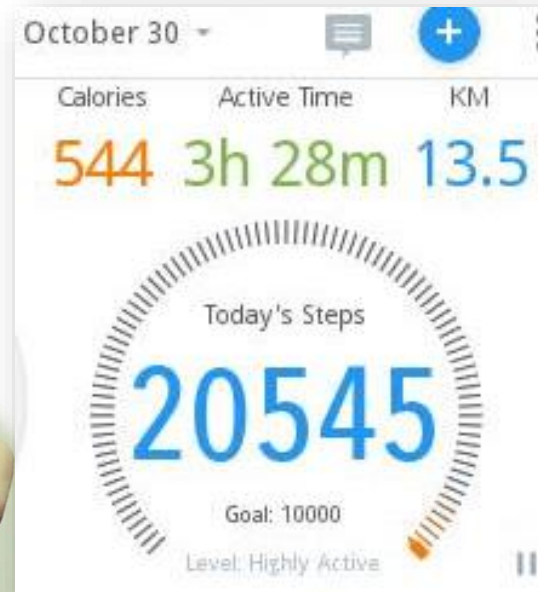 October 30
Calories Active Time KM
544 3h 28m 13.5
Today's Steps
20545
Goal: 10000
Level: Highly Active